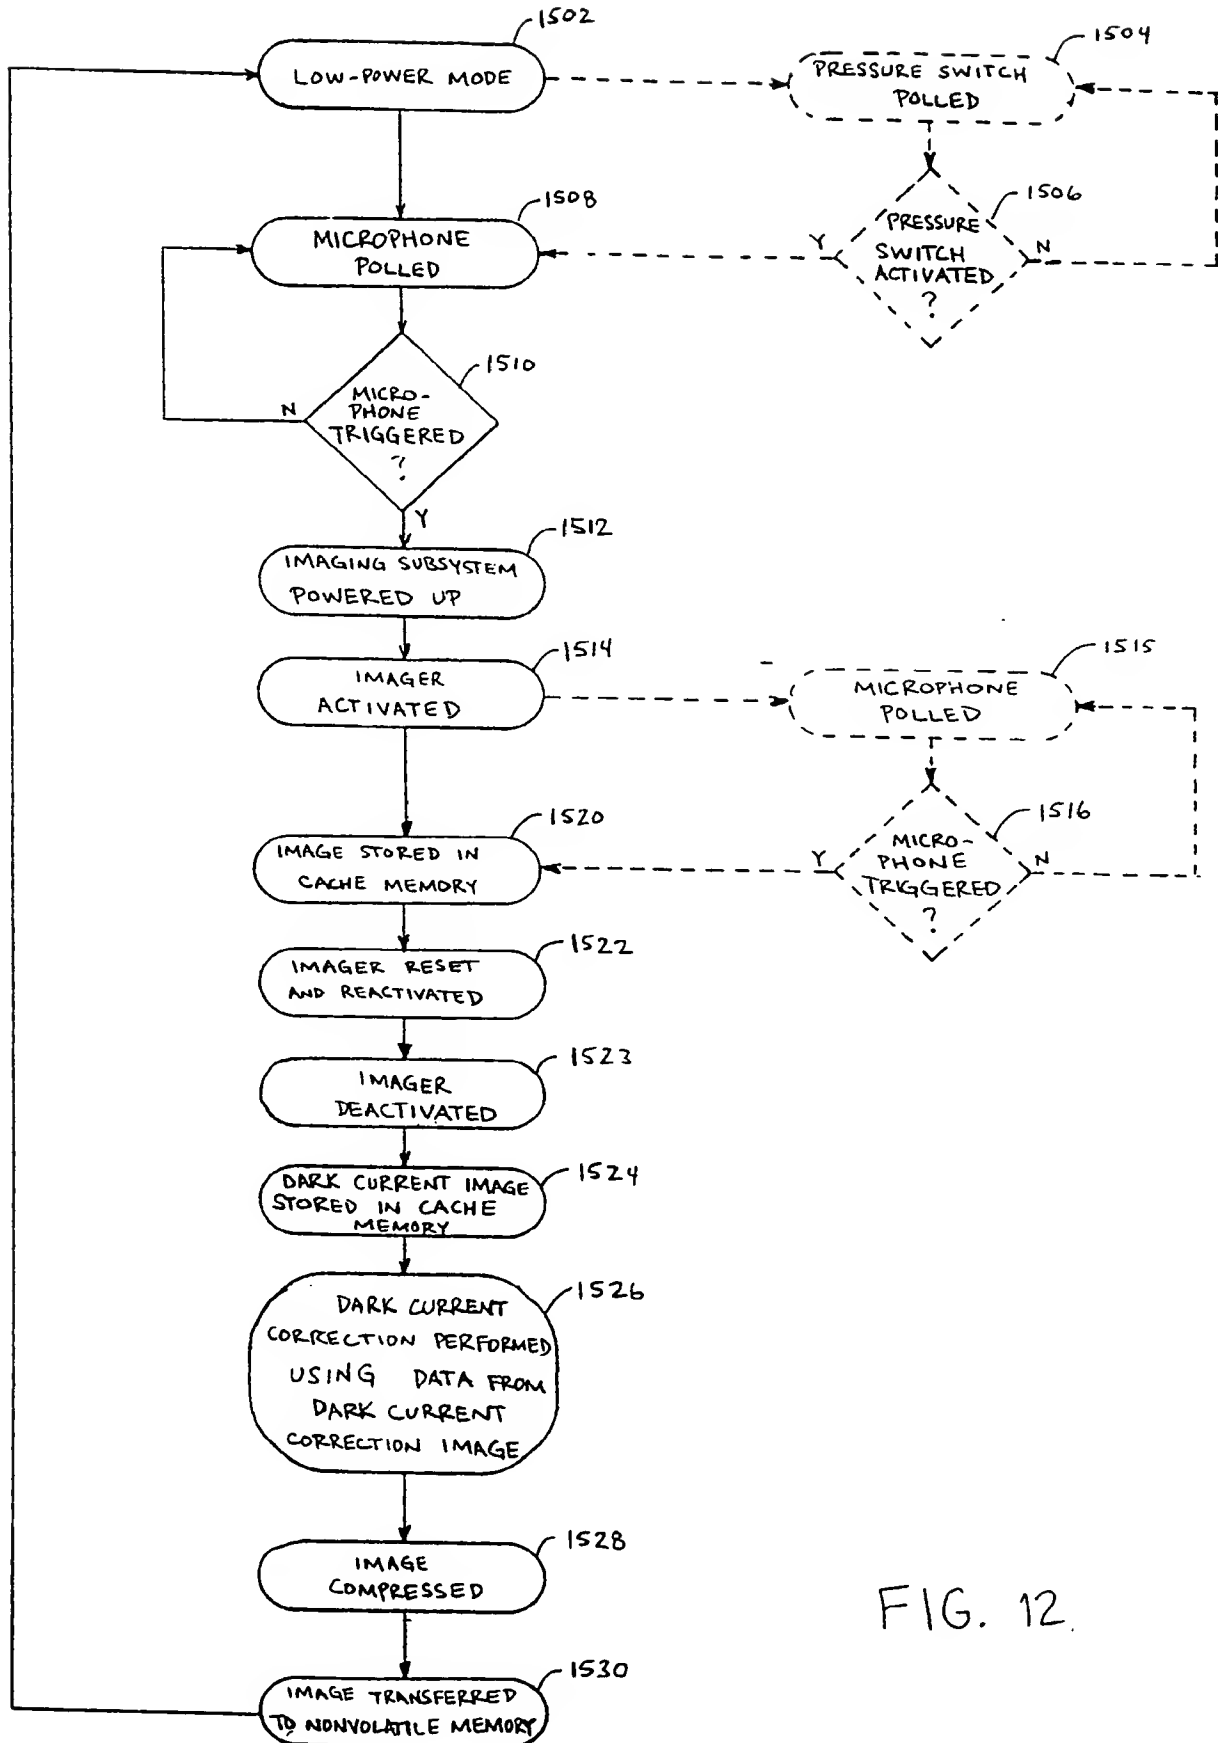 1502
LOW-POWER MODE
1504
PRESSURE SWITCH
POLLED
1506
PRESSURE
SWITCH
ACTIVATED
?
Y
N
1508
MICROPHONE
POLLED
1510
MICRO-
PHONE
TRIGGERED
?
N
Y
1512
IMAGING SUBSYSTEM
POWERED UP
1514
IMAGER
ACTIVATED
1515
MICROPHONE
POLLED
1516
MICRO-
PHONE
TRIGGERED
?
Y
N
1520
IMAGE STORED IN
CACHE MEMORY
1522
IMAGER RESET
AND REACTIVATED
1523
IMAGER
DEACTIVATED
1524
DARK CURRENT IMAGE
STORED IN CACHE
MEMORY
1526
DARK CURRENT
CORRECTION PERFORMED
USING DATA FROM
DARK CURRENT
CORRECTION IMAGE
1528
IMAGE
COMPRESSED
1530
IMAGE TRANSFERRED
TO NONVOLATILE MEMORY
FIG. 12.